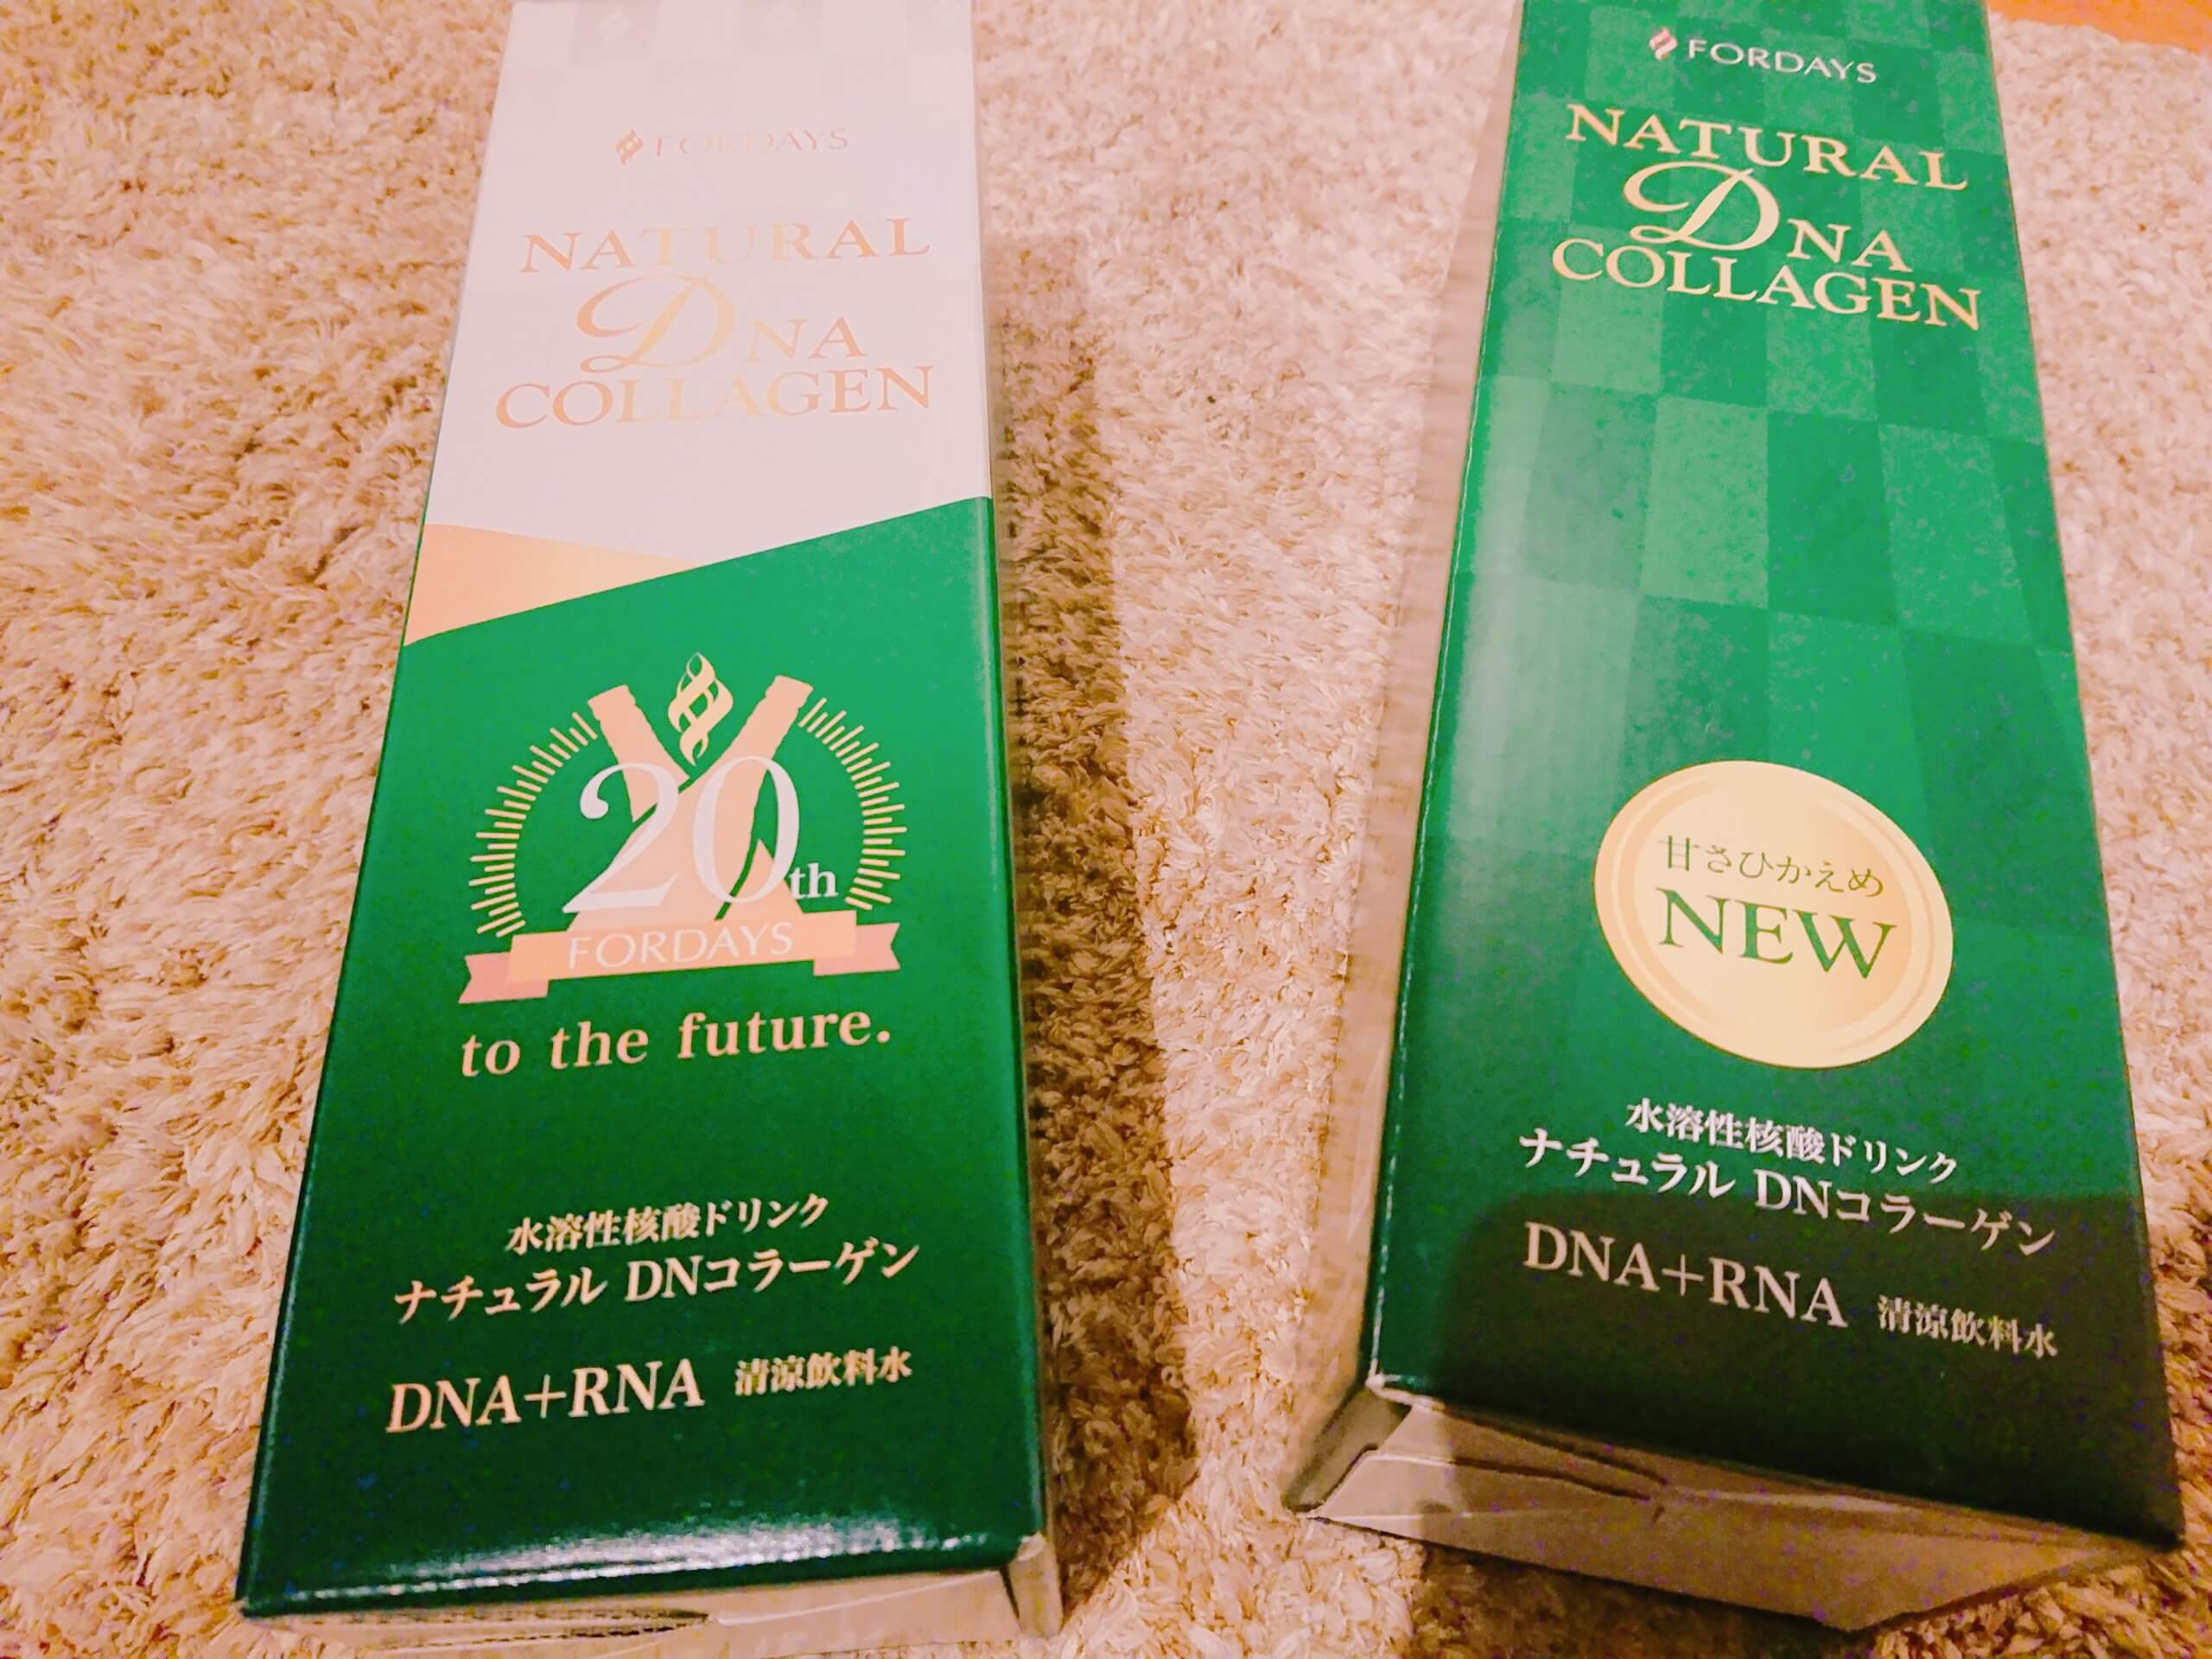 FORDAYS
NATURAL
DNA
COLLAGEN
20th
FORDAYS
to the future.
水溶性核酸ドリンク
ナチュラル DNコラーゲン
DNA+RNA 清涼飲料水
FORDAYS
NATURAL
DNA
COLLAGEN
甘さひかえめ
NEW
水溶性核酸ドリンク
ナチュラル DNコラーゲン
DNA+RNA 清涼飲料水